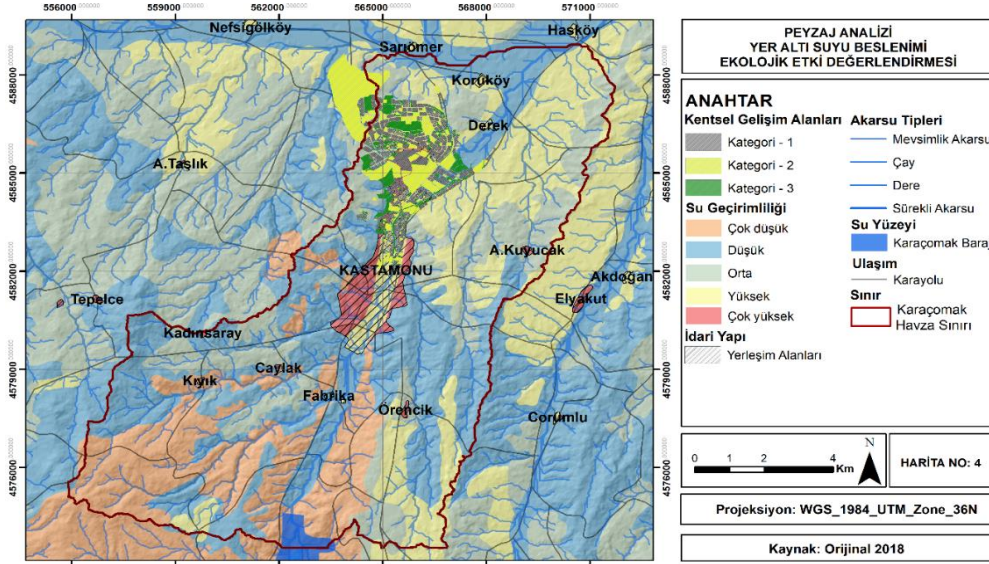 556000 559000 562000 565000 568000 571000
Nefsigölköy
Hasköy
Sarıömer
4588000
Koruköy
Derek
A.Taşlık
4585000
A.Kuyucak
KASTAMONU
4582000
Akdoğan
Elyakut
Tepelce
Kadınsaray
4579000
Caylak
Kıyık
Fabrika
Örencik
Corumlu
4576000
PEYZAJ ANALİZİ
YER ALTI SUYU BESLENİMİ
EKOLOJİK ETKİ DEĞERLENDİRMESİ
ANAHTAR
Kentsel Gelişim Alanları
Kategori - 1
Kategori - 2
Kategori - 3
Su Geçirimliliği
Çok düşük
Düşük
Orta
Yüksek
Çok yüksek
İdari Yapı
Yerleşim Alanları
Akarsu Tipleri
Mevsimlik Akarsu
Çay
Dere
Sürekli Akarsu
Su Yüzeyi
Karaçomak Baraj
Ulaşım
Karayolu
Sınır
Karaçomak
Havza Sınırı
0 1 2 4
Km
N
HARİTA NO: 4
Projeksiyon: WGS_1984_UTM_Zone_36N
Kaynak: Orijinal 2018